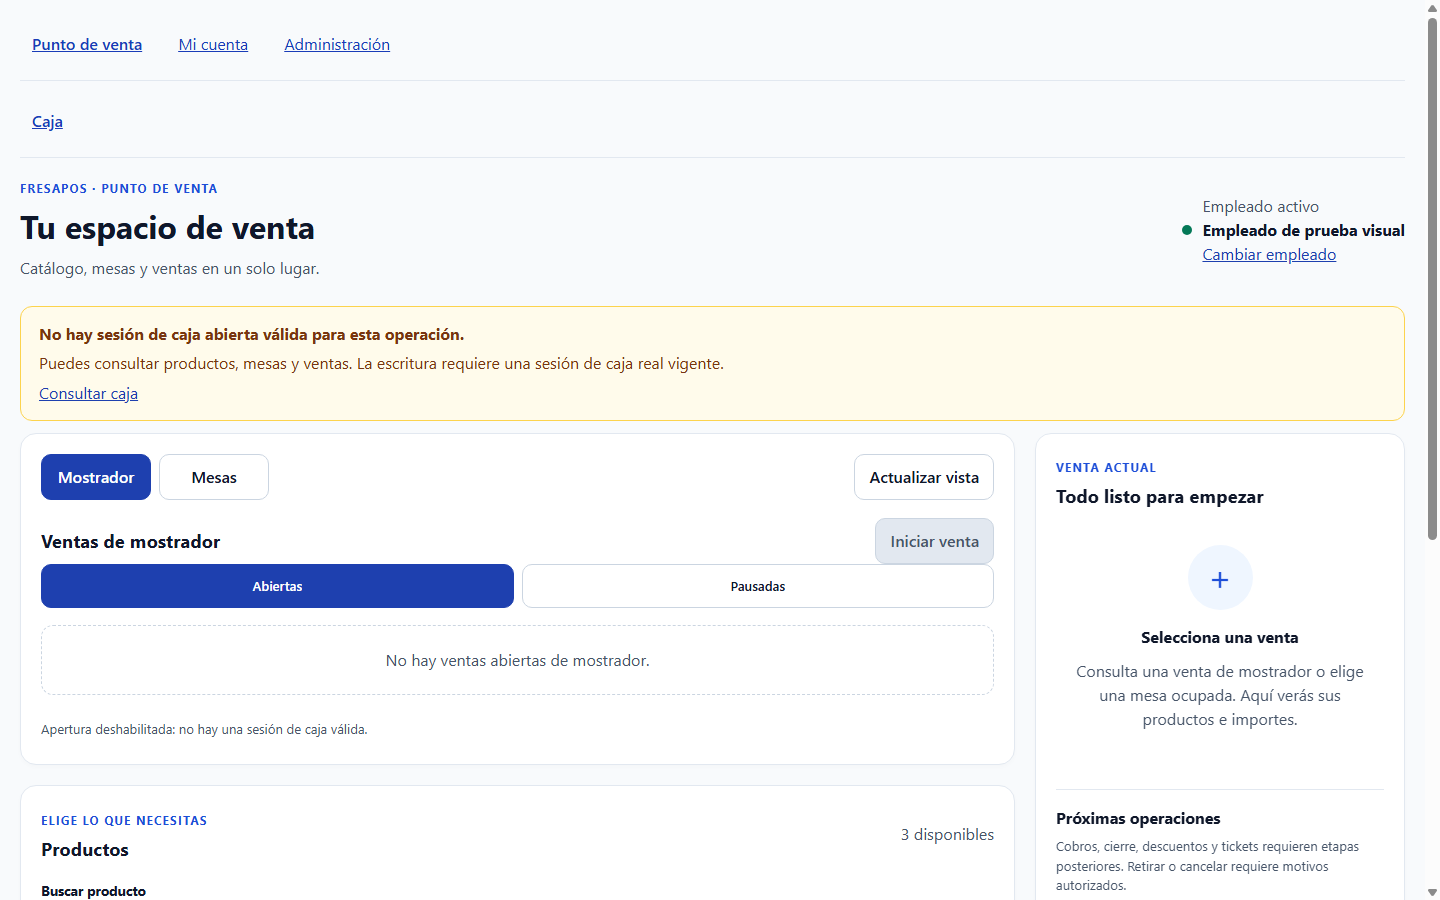 Punto de venta Mi cuenta Administración
Caja
FRESAPOS · PUNTO DE VENTA
Tu espacio de venta
Catálogo, mesas y ventas en un solo lugar.
Empleado activo
Empleado de prueba visual
Cambiar empleado
No hay sesión de caja abierta válida para esta operación.
Puedes consultar productos, mesas y ventas. La escritura requiere una sesión de caja real vigente.
Consultar caja
Mostrador Mesas Actualizar vista
Ventas de mostrador Iniciar venta
Abiertas Pausadas
No hay ventas abiertas de mostrador.
Apertura deshabilitada: no hay una sesión de caja válida.
ELIGE LO QUE NECESITAS
Productos
3 disponibles
Buscar producto
VENTA ACTUAL
Todo listo para empezar
+
Selecciona una venta
Consulta una venta de mostrador o elige
una mesa ocupada. Aquí verás sus
productos e importes.
Próximas operaciones
Cobros, cierre, descuentos y tickets requieren etapas
posteriores. Retirar o cancelar requiere motivos
autorizados.